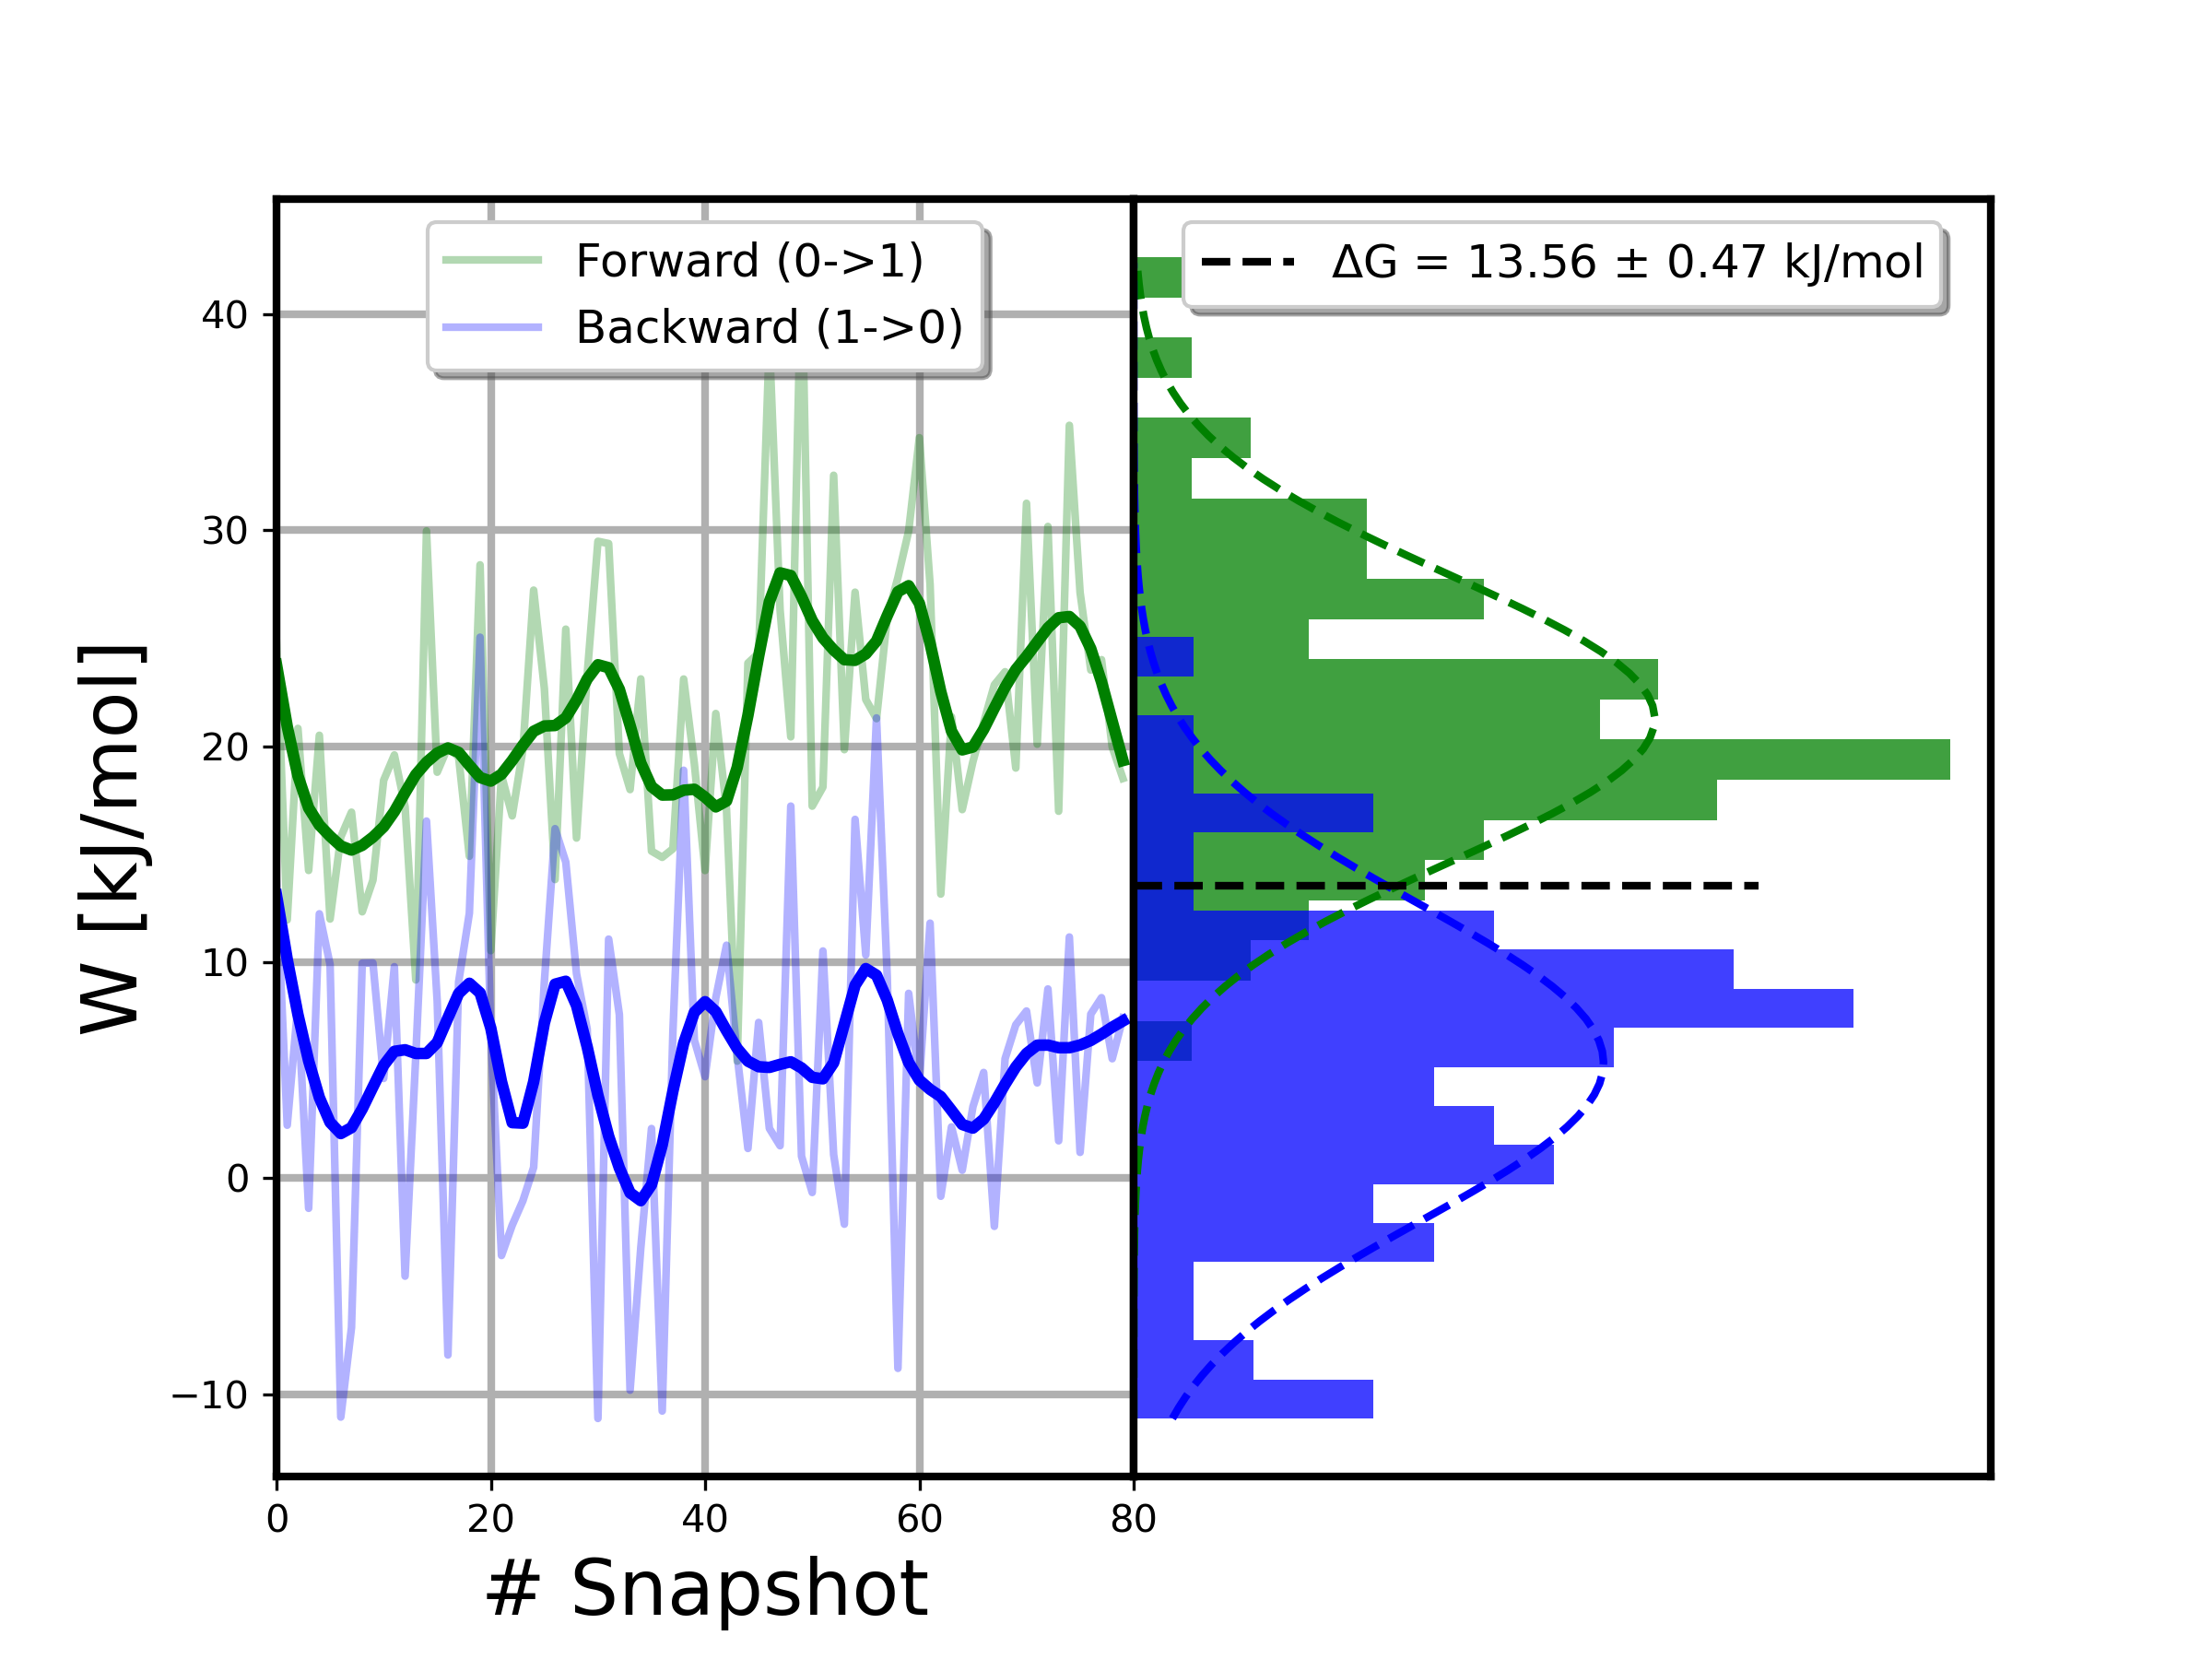 Forward (0->1)
Backward (1->0)
ΔG = 13.56 ± 0.47 kJ/mol
W [kJ/mol]
40
30
20
10
0
−10
0 20 40 60 80
# Snapshot